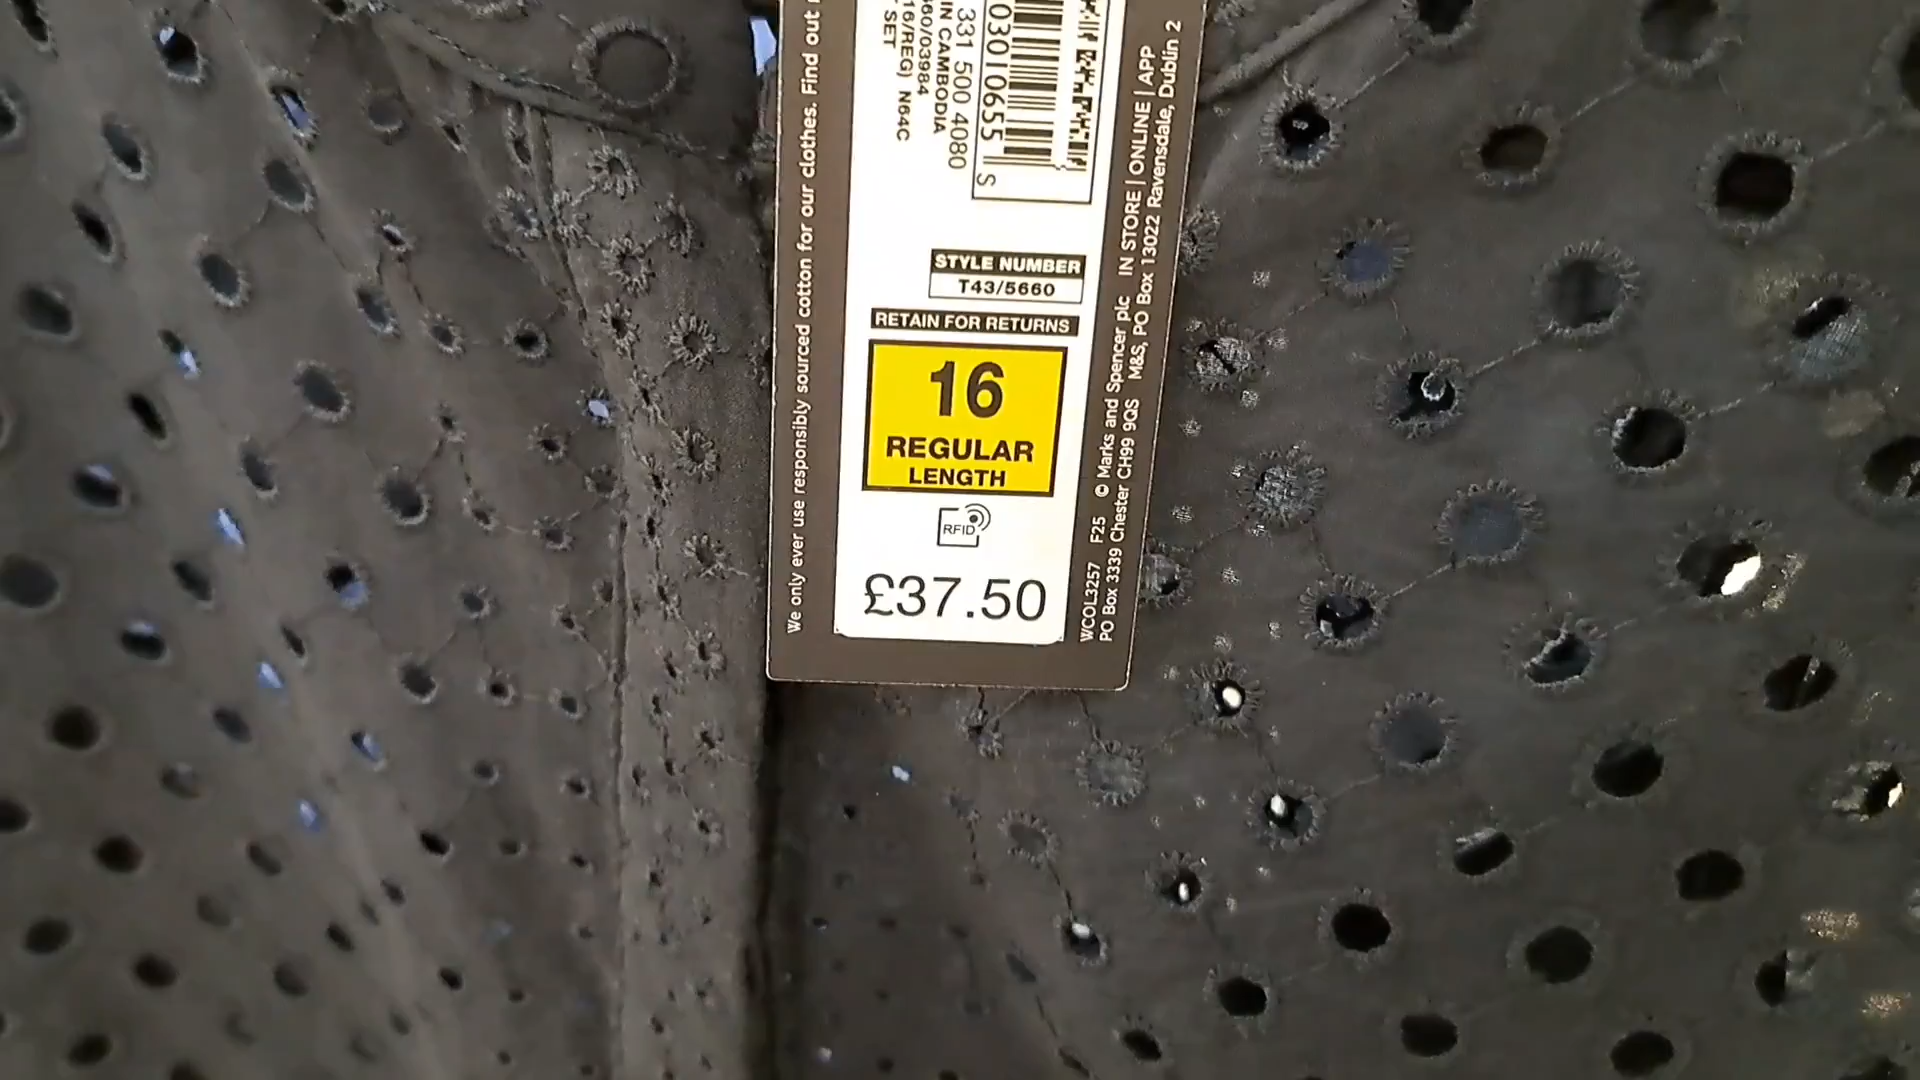 We only ever use responsibly sourced cotton for our clothes. Find out
SET
16/REG) N64C
IN CAMBODIA
331 500 4080
03010655
S
STYLE NUMBER
T43/5660
RETAIN FOR RETURNS
16
REGULAR
LENGTH
RFID
£37.50
WCOL3257 F25 © Marks and Spencer plc IN STORE | ONLINE | APP
PO Box 3339 Chester CH99 9QS M&S, PO Box 13022 Ravensdale, Dublin 2